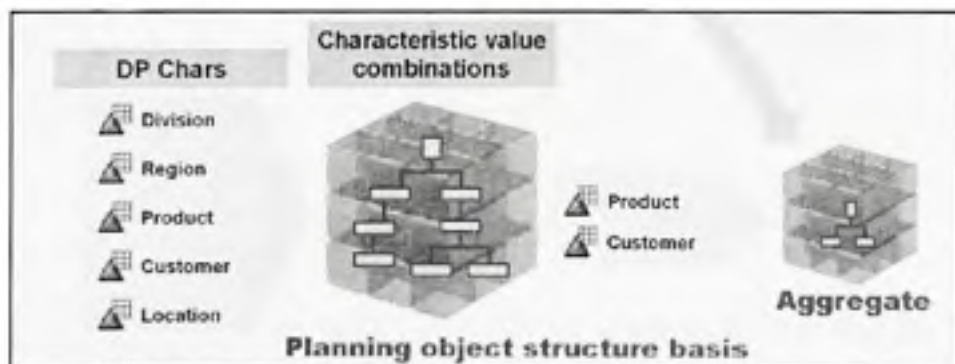 DP Chars
Division
Region
Product
Customer
Location
Characteristic value
combinations
Product
Customer
Aggregate
Planning object structure basis